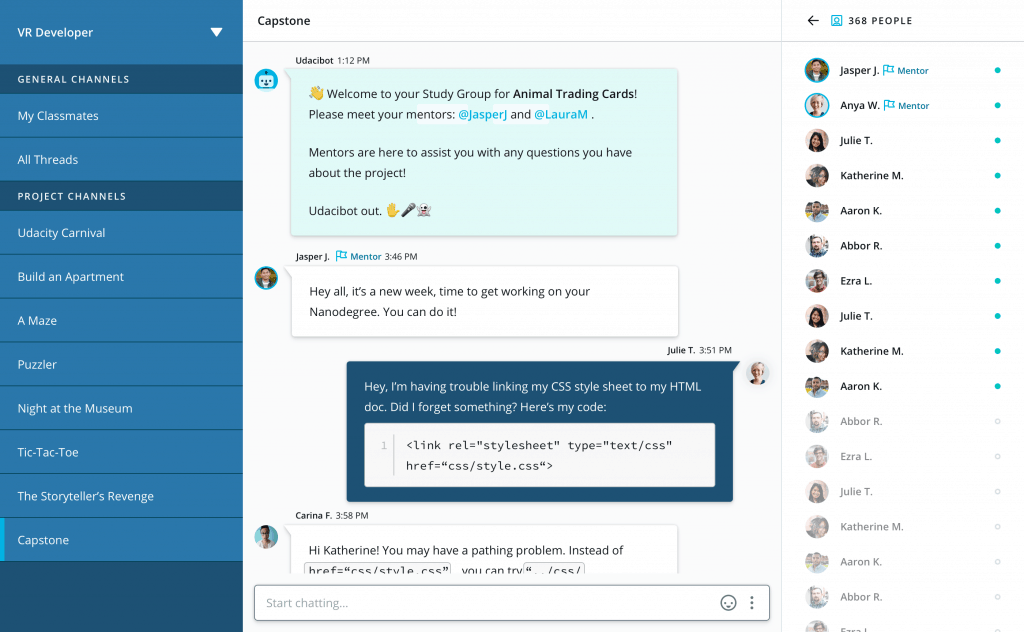 VR Developer
GENERAL CHANNELS
My Classmates
All Threads
PROJECT CHANNELS
Udacity Carnival
Build an Apartment
A Maze
Puzzler
Night at the Museum
Tic-Tac-Toe
The Storyteller’s Revenge
Capstone
Capstone
Udacibot 1:12 PM
👋 Welcome to your Study Group for Animal Trading Cards!
Please meet your mentors: @JasperJ and @LauraM .
Mentors are here to assist you with any questions you have
about the project!
Udacibot out. ✋🎤👻
Jasper J. Mentor 3:46 PM
Hey all, it’s a new week, time to get working on your
Nanodegree. You can do it!
Julie T. 3:51 PM
Hey, I’m having trouble linking my CSS style sheet to my HTML
doc. Did I forget something? Here’s my code:
1 <link rel="stylesheet" type="text/css"
href=“css/style.css“>
Carina F. 3:58 PM
Hi Katherine! You may have a pathing problem. Instead of
href=“css/style.css” , you can try “../css/
Start chatting...
368 PEOPLE
Jasper J. Mentor
Anya W. Mentor
Julie T.
Katherine M.
Aaron K.
Abbor R.
Ezra L.
Julie T.
Katherine M.
Aaron K.
Abbor R.
Ezra L.
Julie T.
Katherine M.
Aaron K.
Abbor R.
Ezra L.